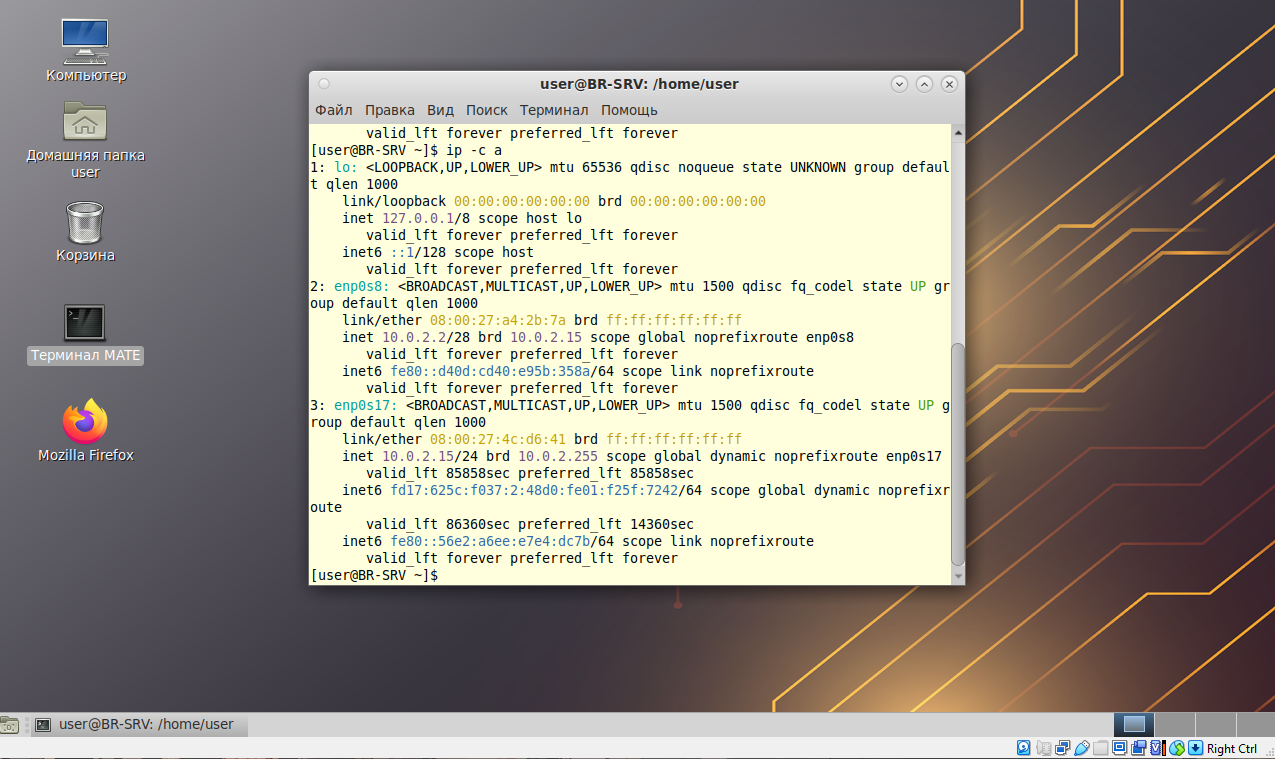 Компьютер
Домашняя папка
user
Корзина
Терминал MATE
Mozilla Firefox
user@BR-SRV: /home/user
Файл Правка Вид Поиск Терминал Помощь
valid_lft forever preferred_lft forever
[user@BR-SRV ~]$ ip -c a
1: lo: <LOOPBACK,UP,LOWER_UP> mtu 65536 qdisc noqueue state UNKNOWN group defaul
t qlen 1000
link/loopback 00:00:00:00:00:00 brd 00:00:00:00:00:00
inet 127.0.0.1/8 scope host lo
valid_lft forever preferred_lft forever
inet6 ::1/128 scope host
valid_lft forever preferred_lft forever
2: enp0s8: <BROADCAST,MULTICAST,UP,LOWER_UP> mtu 1500 qdisc fq_codel state UP gr
oup default qlen 1000
link/ether 08:00:27:a4:2b:7a brd ff:ff:ff:ff:ff:ff
inet 10.0.2.2/28 brd 10.0.2.15 scope global noprefixroute enp0s8
valid_lft forever preferred_lft forever
inet6 fe80::d40d:cd40:e95b:358a/64 scope link noprefixroute
valid_lft forever preferred_lft forever
3: enp0s17: <BROADCAST,MULTICAST,UP,LOWER_UP> mtu 1500 qdisc fq_codel state UP g
roup default qlen 1000
link/ether 08:00:27:4c:d6:41 brd ff:ff:ff:ff:ff:ff
inet 10.0.2.15/24 brd 10.0.2.255 scope global dynamic noprefixroute enp0s17
valid_lft 85858sec preferred_lft 85858sec
inet6 fd17:625c:f037:2:48d0:fe01:f25f:7242/64 scope global dynamic noprefixr
oute
valid_lft 86360sec preferred_lft 14360sec
inet6 fe80::56e2:a6ee:e7e4:dc7b/64 scope link noprefixroute
valid_lft forever preferred_lft forever
[user@BR-SRV ~]$
user@BR-SRV: /home/user
Right Ctrl